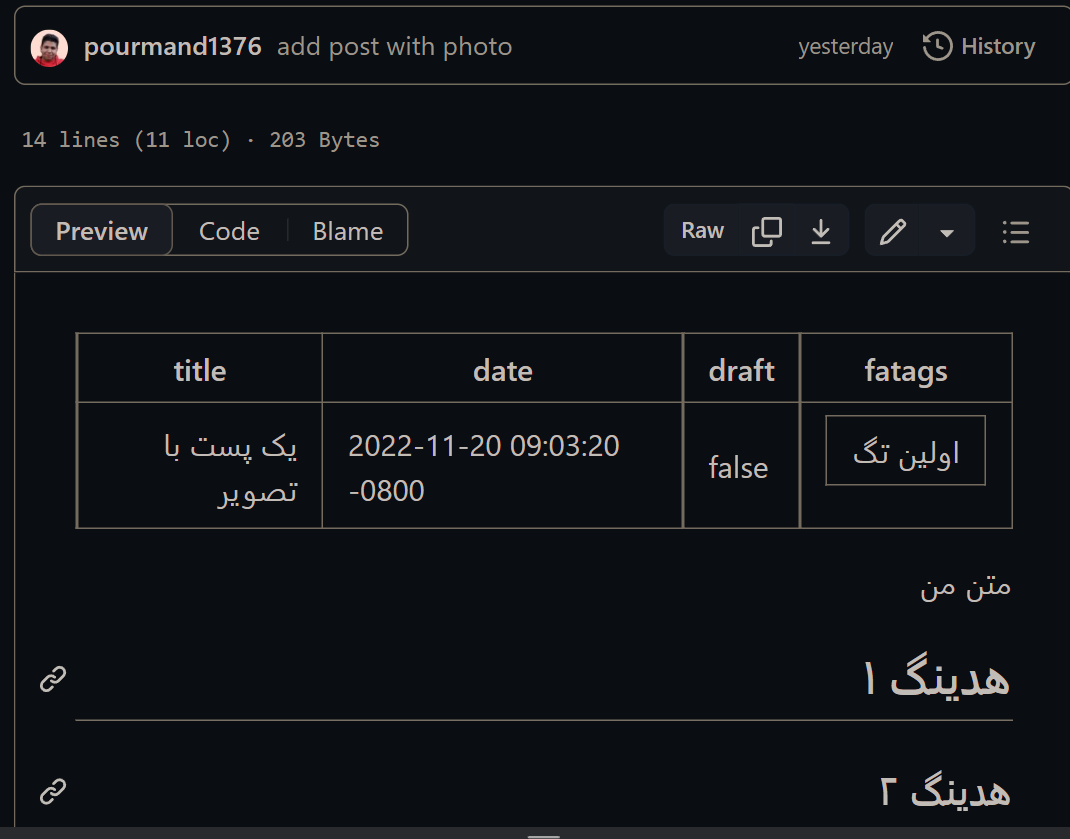 pourmand1376 add post with photo yesterday History
14 lines (11 loc) · 203 Bytes
Preview Code Blame Raw
title date draft fatags
یک پست با
تصویر
2022-11-20 09:03:20
-0800
false
اولین تگ
متن من
هدینگ ۱
هدینگ ۲